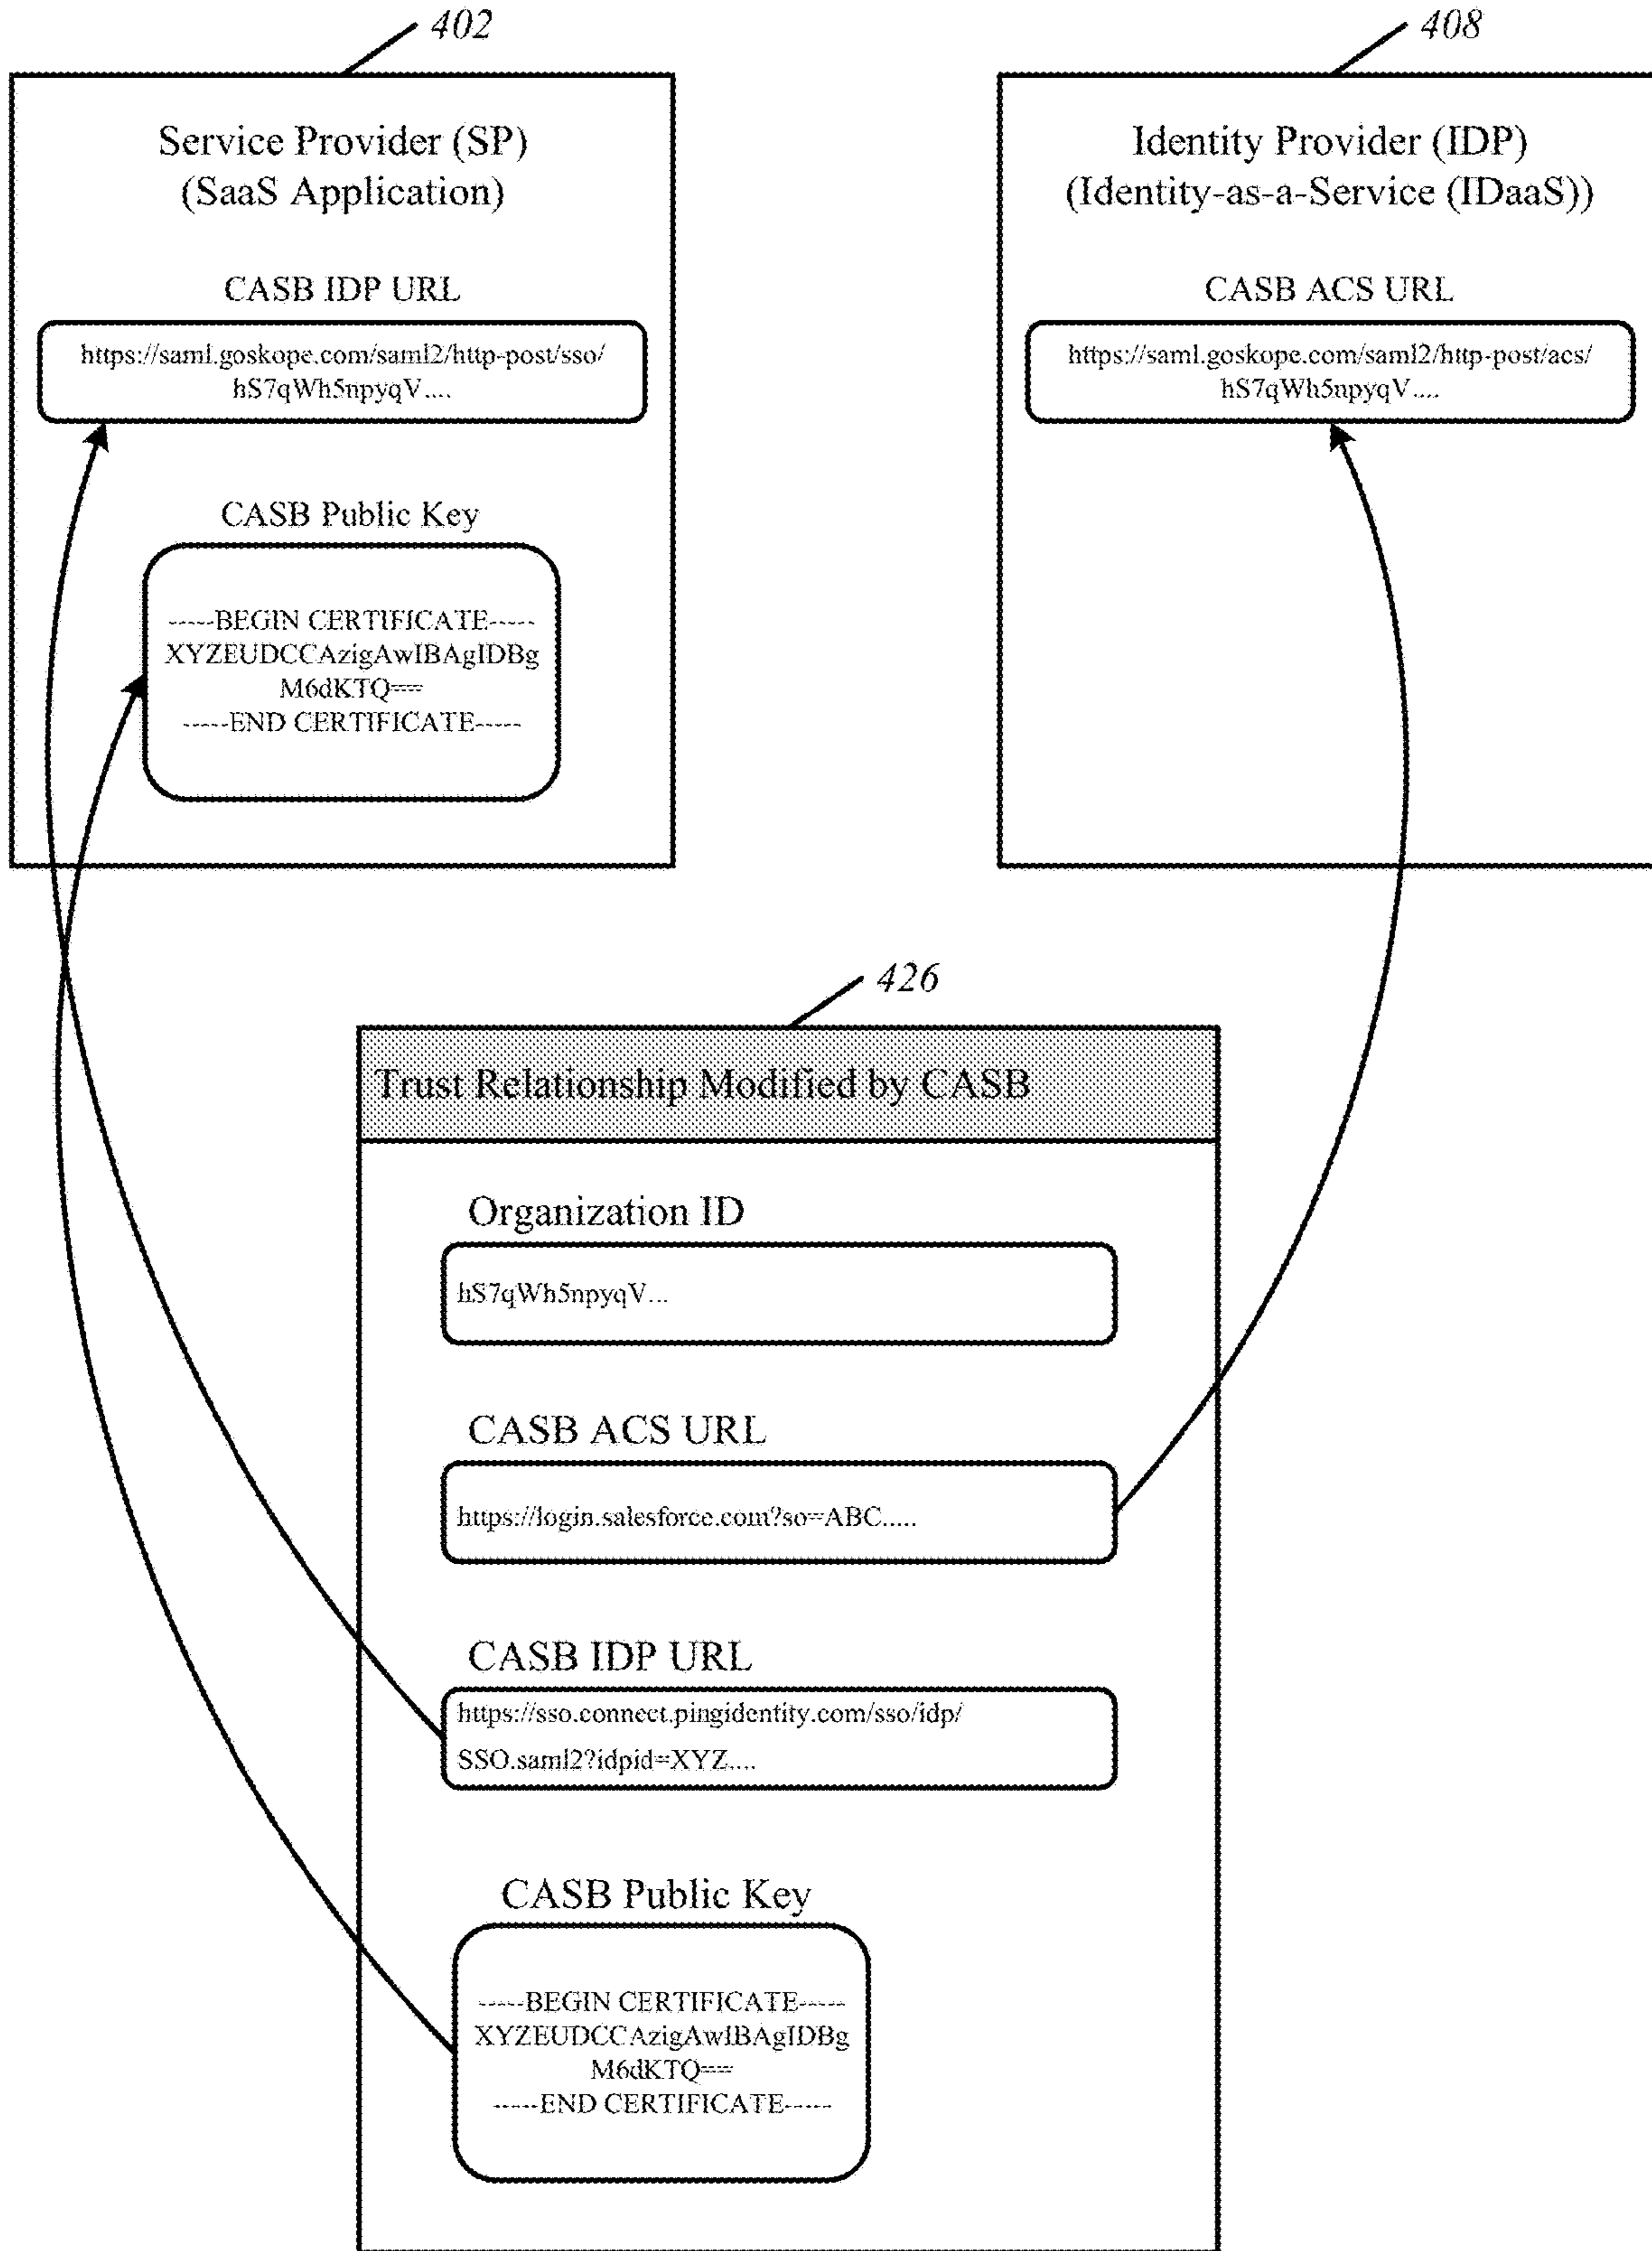 402
408
Service Provider (SP)
(SaaS Application)
CASB IDP URL
https://saml.goskope.com/saml2/http-post/sso/
hS7qWh5npyqV....
CASB Public Key
-----BEGIN CERTIFICATE-----
XYZEUDCCAzigAwIBAgIDBg
M6dKTQ==
-----END CERTIFICATE-----
Identity Provider (IDP)
(Identity-as-a-Service (IDaaS))
CASB ACS URL
https://saml.goskope.com/saml2/http-post/acs/
hS7qWh5npyqV....
426
Trust Relationship Modified by CASB
Organization ID
hS7qWh5npyqV...
CASB ACS URL
https://login.salesforce.com?so=ABC.....
CASB IDP URL
https://sso.connect.pingidentity.com/sso/idp/
SSO.saml2?idpid=XYZ....
CASB Public Key
-----BEGIN CERTIFICATE-----
XYZEUDCCAzigAwIBAgIDBg
M6dKTQ==
-----END CERTIFICATE-----